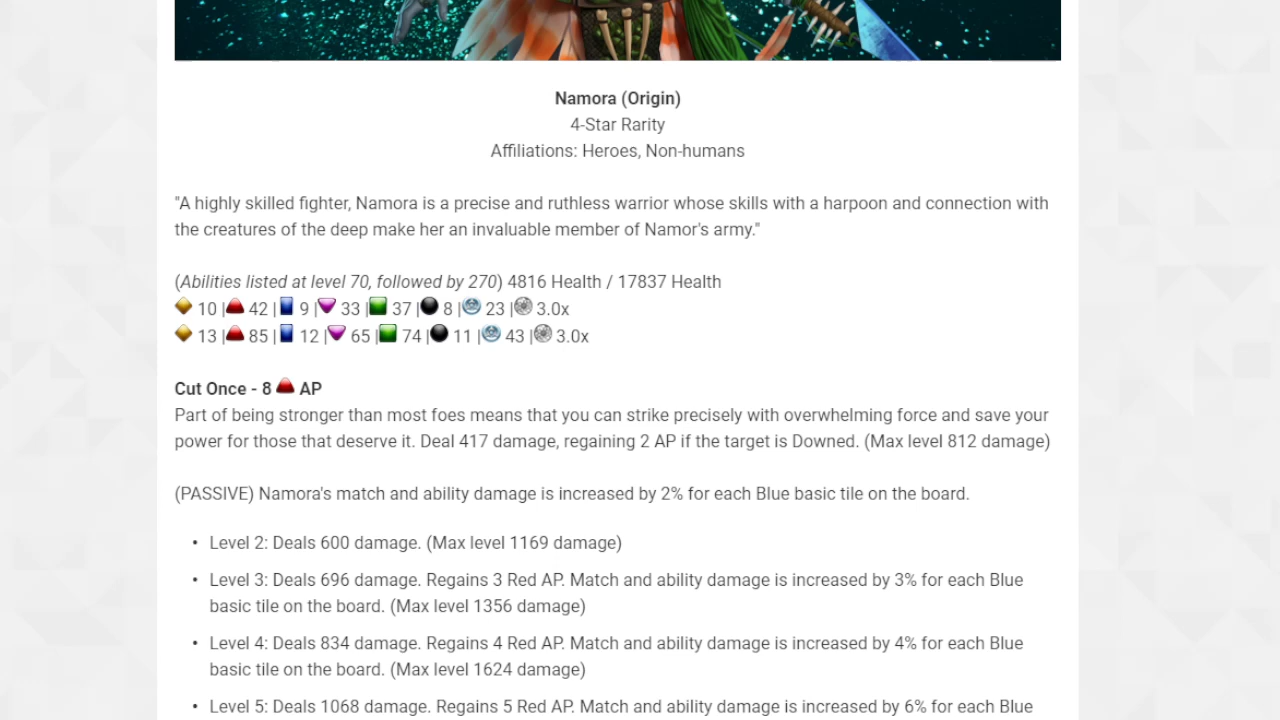 Namora (Origin)
4-Star Rarity
Affiliations: Heroes, Non-humans
"A highly skilled fighter, Namora is a precise and ruthless warrior whose skills with a harpoon and connection with
the creatures of the deep make her an invaluable member of Namor's army."
(Abilities listed at level 70, followed by 270) 4816 Health / 17837 Health
10 | 42 | 9 | 33 | 37 | 8 | 23 | 3.0x
13 | 85 | 12 | 65 | 74 | 11 | 43 | 3.0x
Cut Once - 8 AP
Part of being stronger than most foes means that you can strike precisely with overwhelming force and save your
power for those that deserve it. Deal 417 damage, regaining 2 AP if the target is Downed. (Max level 812 damage)
(PASSIVE) Namora's match and ability damage is increased by 2% for each Blue basic tile on the board.
• Level 2: Deals 600 damage. (Max level 1169 damage)
• Level 3: Deals 696 damage. Regains 3 Red AP. Match and ability damage is increased by 3% for each Blue
basic tile on the board. (Max level 1356 damage)
• Level 4: Deals 834 damage. Regains 4 Red AP. Match and ability damage is increased by 4% for each Blue
basic tile on the board. (Max level 1624 damage)
• Level 5: Deals 1068 damage. Regains 5 Red AP. Match and ability damage is increased by 6% for each Blue